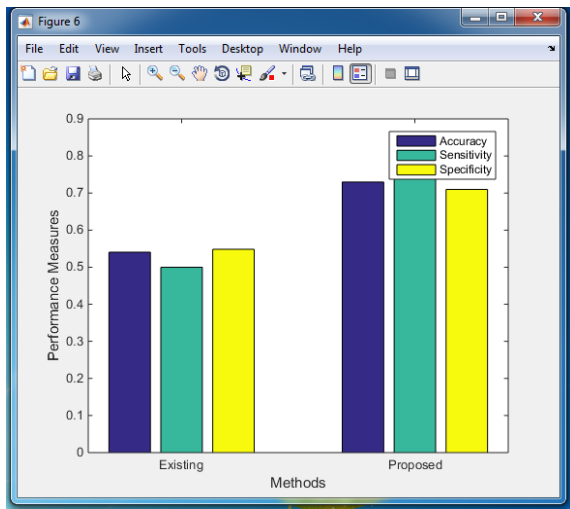 Figure 6
File Edit View Insert Tools Desktop Window Help
0.9
0.8
0.7
0.6
0.5
0.4
0.3
0.2
0.1
0
Performance Measures
Accuracy
Sensitivity
Specificity
Existing Proposed
Methods